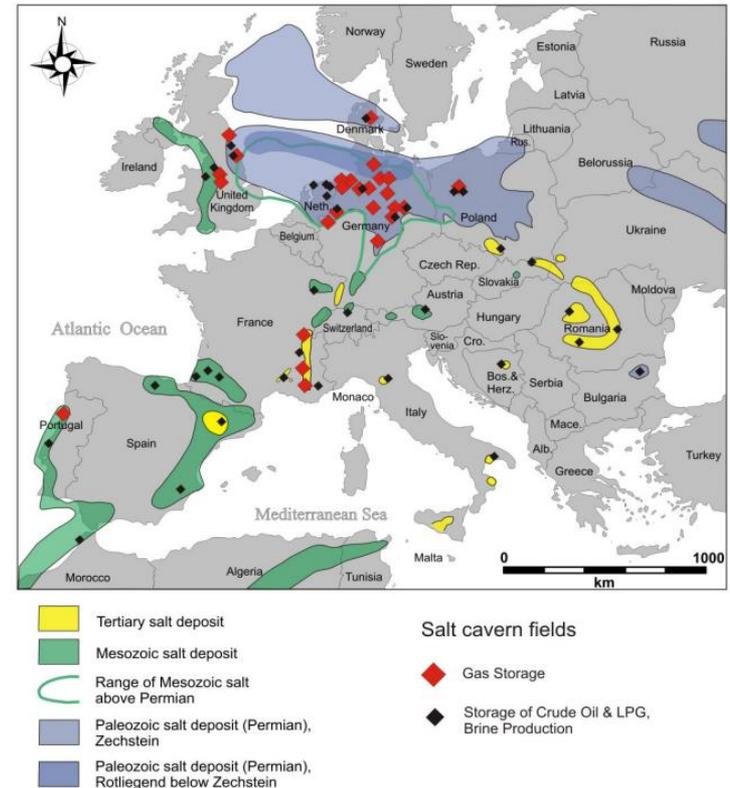 N
Norway
Sweden
Estonia
Russia
Latvia
Denmark
Lithuania
Rus.
Belorussia
Ireland
United
Kingdom
Neth.
Germany
Poland
Belgium
Ukraine
Czech Rep.
Slovakia
Moldova
Austria
France
Switzerland
Hungary
Romania
Atlantic Ocean
Slo-
venia
Cro.
Bos.&
Herz.
Serbia
Bulgaria
Monaco
Italy
Portugal
Spain
Mace.
Alb.
Greece
Turkey
Mediterranean Sea
Malta
Morocco
Algeria
Tunisia
0
1000
km
Tertiary salt deposit
Mesozoic salt deposit
Range of Mesozoic salt
above Permian
Paleozoic salt deposit (Permian),
Zechstein
Paleozoic salt deposit (Permian),
Rotliegend below Zechstein
Salt cavern fields
Gas Storage
Storage of Crude Oil & LPG,
Brine Production